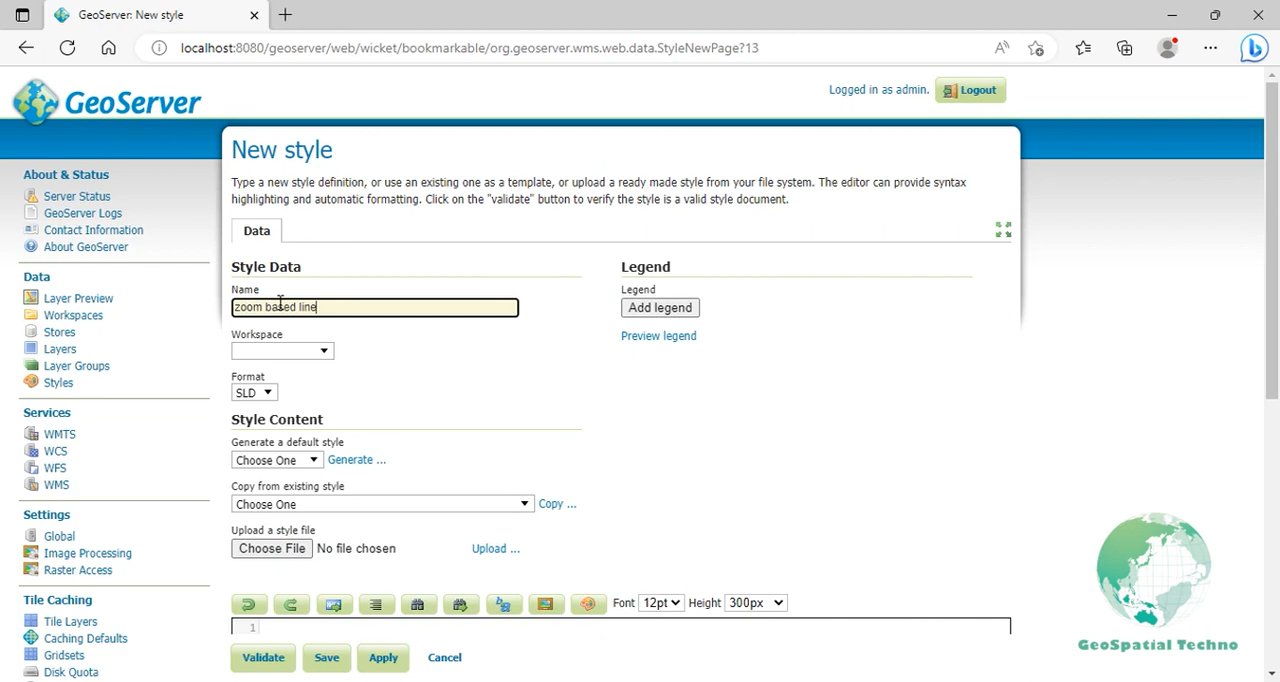 GeoServer: New style
localhost:8080/geoserver/web/wicket/bookmarkable/org.geoserver.wms.web.data.StyleNewPage?13
GeoServer
Logged in as admin.
Logout
New style
Type a new style definition, or use an existing one as a template, or upload a ready made style from your file system. The editor can provide syntax
highlighting and automatic formatting. Click on the "validate" button to verify the style is a valid style document.
Data
Style Data
Name
zoom based line
Workspace
Format
SLD
Style Content
Generate a default style
Choose One
Generate ...
Copy from existing style
Choose One
Copy ...
Upload a style file
Choose File No file chosen
Upload ...
Legend
Legend
Add legend
Preview legend
Font 12pt Height 300px
1
Validate
Save
Apply
Cancel
About & Status
Server Status
GeoServer Logs
Contact Information
About GeoServer
Data
Layer Preview
Workspaces
Stores
Layers
Layer Groups
Styles
Services
WMTS
WCS
WFS
WMS
Settings
Global
Image Processing
Raster Access
Tile Caching
Tile Layers
Caching Defaults
Gridsets
Disk Quota
GeoSpatial Techno